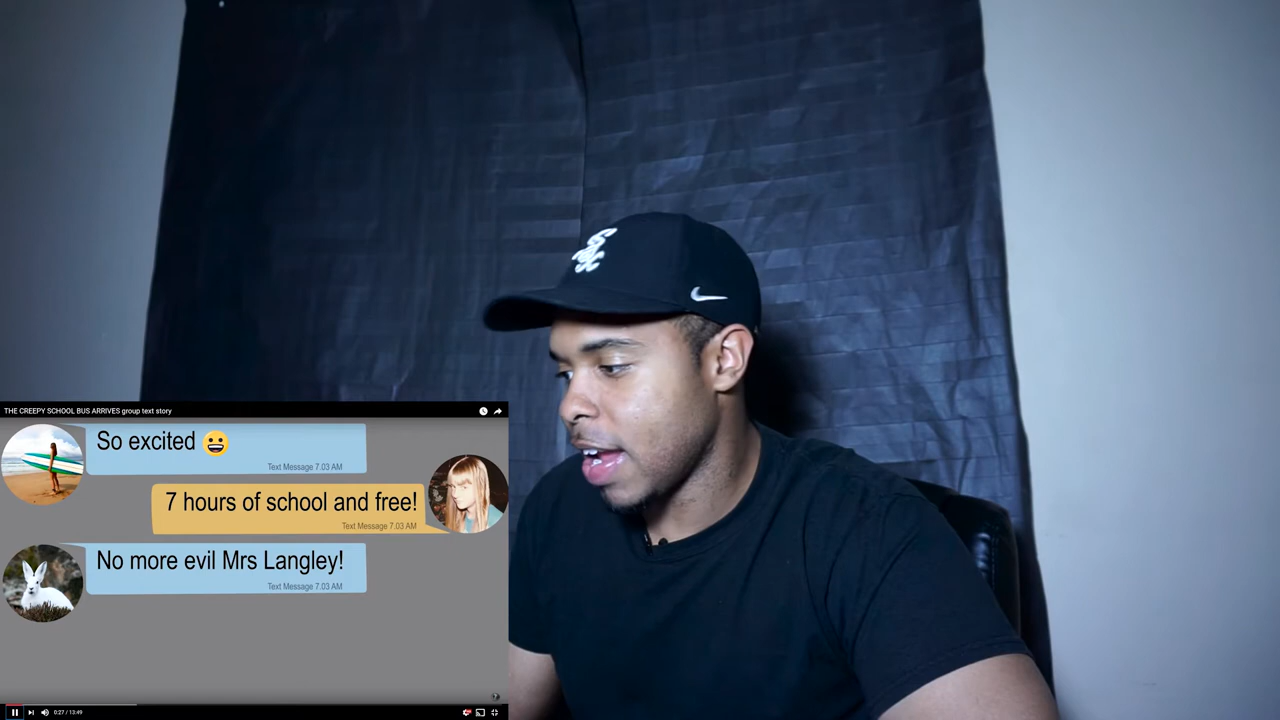 Sox
THE CREEPY SCHOOL BUS ARRIVES group text story
So excited 😀
Text Message 7.03 AM
7 hours of school and free!
Text Message 7.03 AM
No more evil Mrs Langley!
Text Message 7.03 AM
0:27 / 13:49